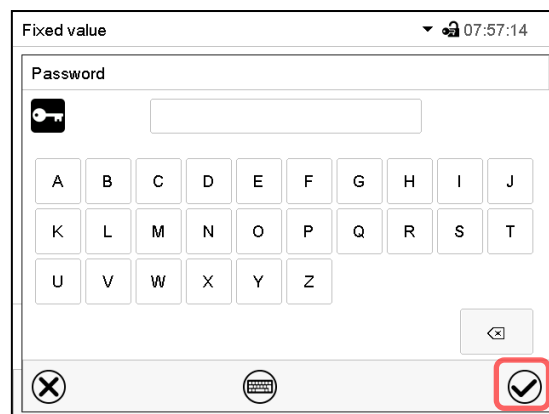 Fixed value 07:57:14
Password
A B C D E F G H I J
K L M N O P Q R S T
U V W X Y Z